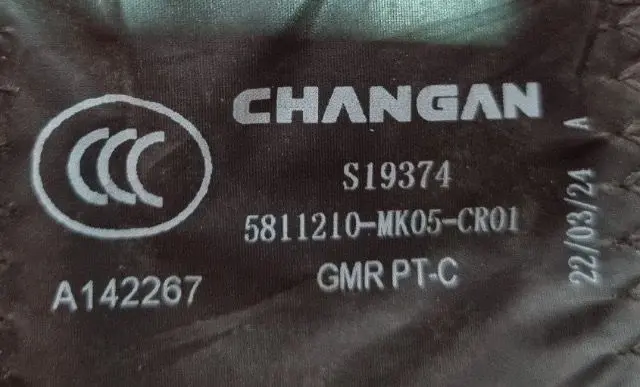 CCC
CHANGAN
S19374
5811210-MK05-CR01
A142267
GMR PT-C
22/03/24 A